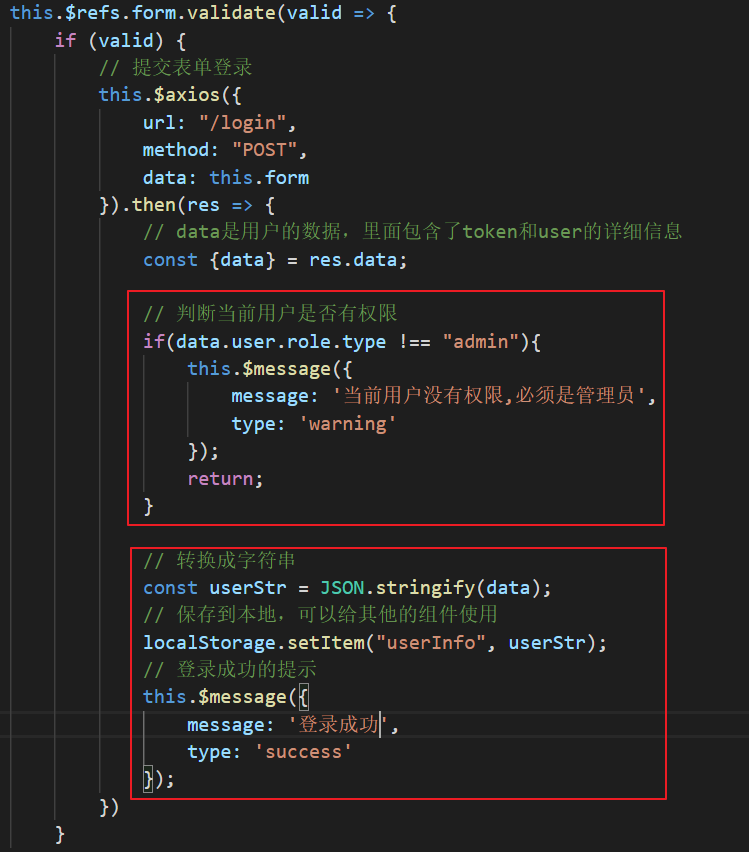 this.$refs.form.validate(valid => {
if (valid) {
// 提交表单登录
this.$axios({
url: "/login",
method: "POST",
data: this.form
}).then(res => {
// data是用户的数据，里面包含了token和user的详细信息
const {data} = res.data;
// 判断当前用户是否有权限
if(data.user.role.type !== "admin"){
this.$message({
message: '当前用户没有权限,必须是管理员',
type: 'warning'
});
return;
}
// 转换成字符串
const userStr = JSON.stringify(data);
// 保存到本地，可以给其他的组件使用
localStorage.setItem("userInfo", userStr);
// 登录成功的提示
this.$message({
message: '登录成功',
type: 'success'
});
})
}